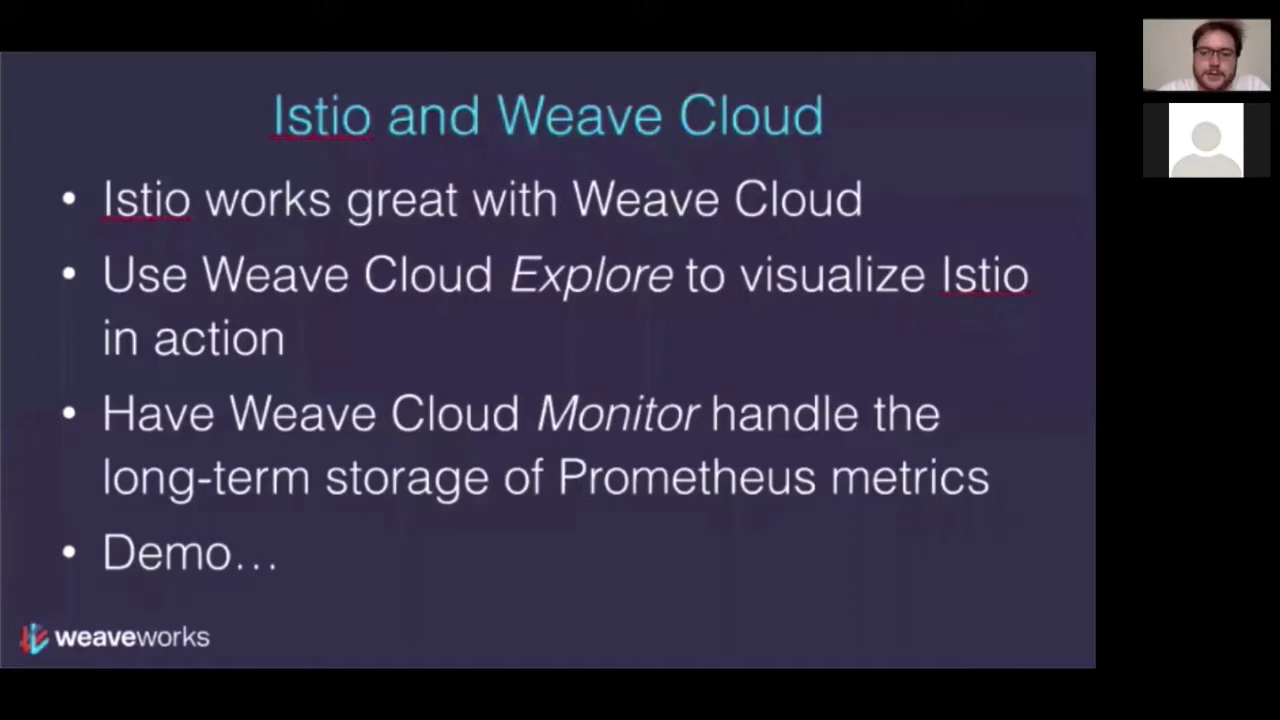 Istio and Weave Cloud
• Istio works great with Weave Cloud
• Use Weave Cloud Explore to visualize Istio
in action
• Have Weave Cloud Monitor handle the
long-term storage of Prometheus metrics
• Demo…
weaveworks